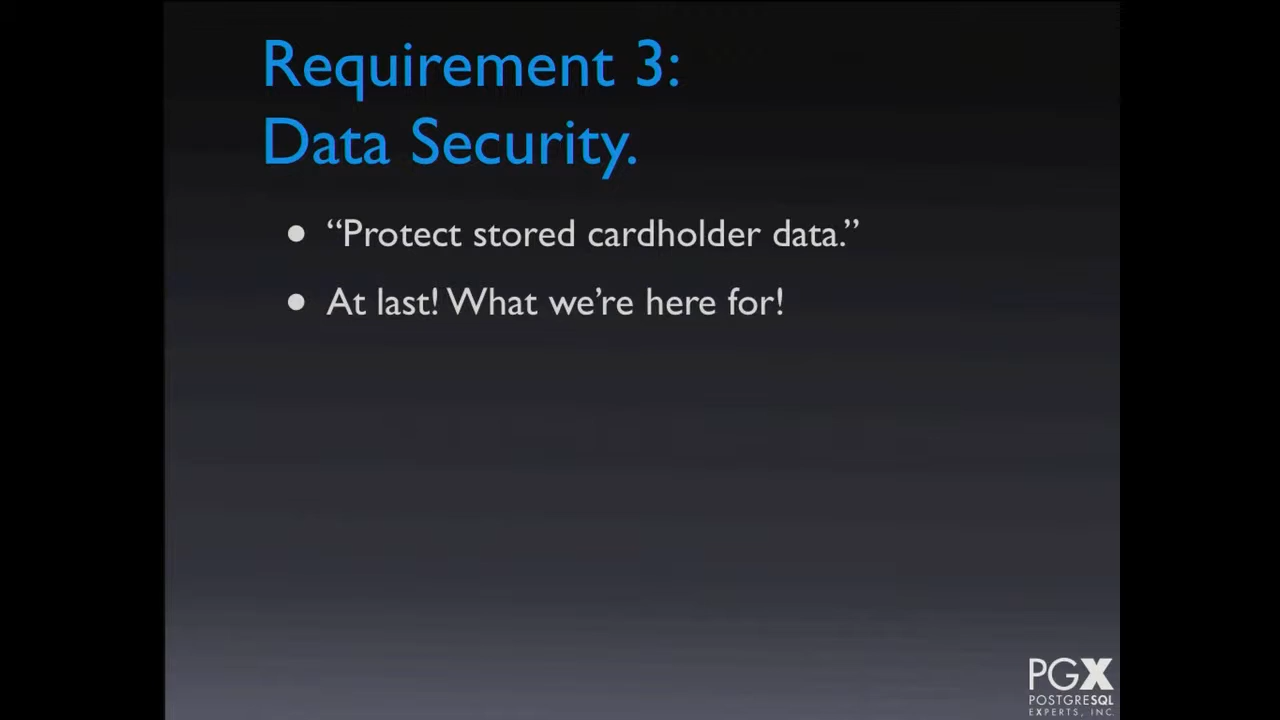 Requirement 3:
Data Security.
• “Protect stored cardholder data.”
• At last! What we’re here for!
PGX
POSTGRESQL
EXPERTS, INC.